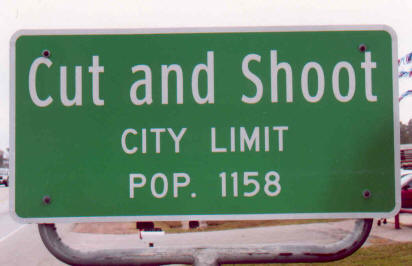 Cut and Shoot
CITY LIMIT
POP. 1158